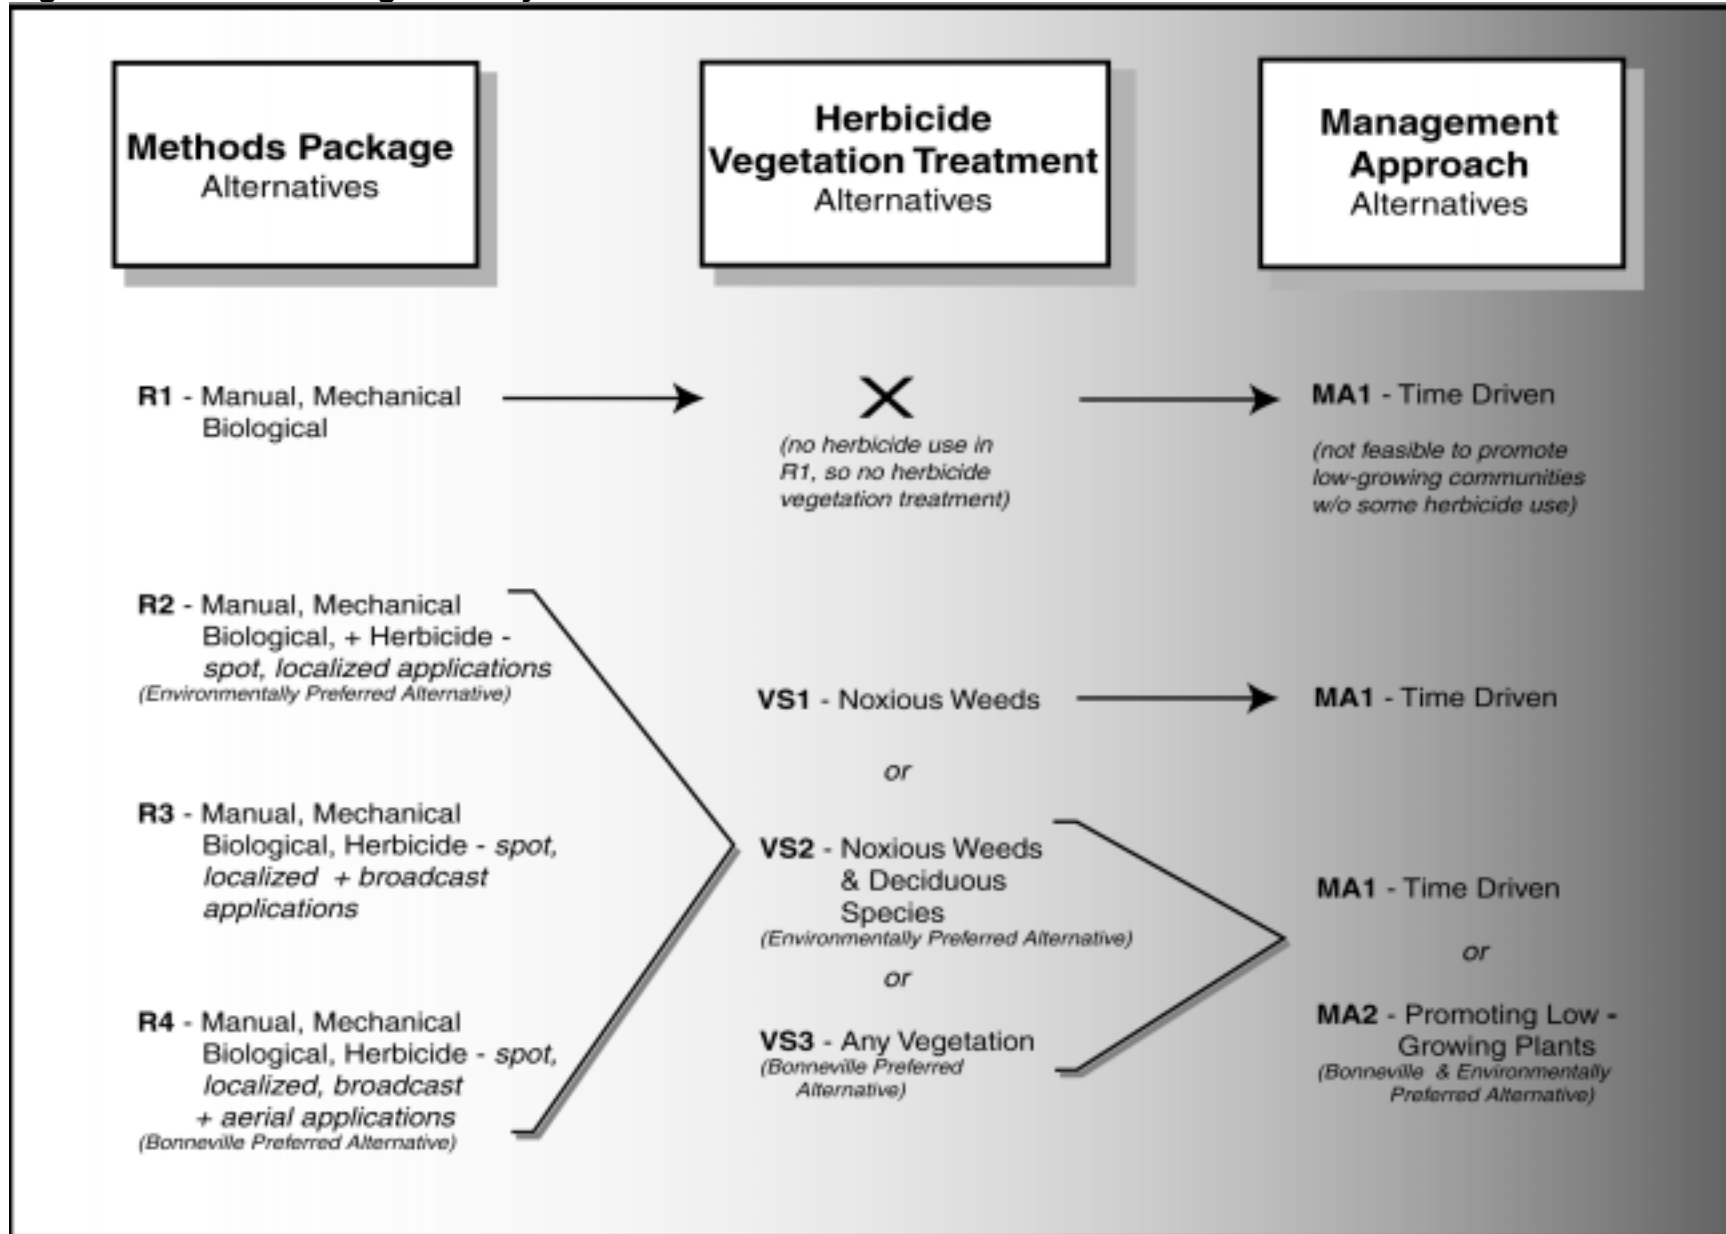 Methods Package
Alternatives
Herbicide
Vegetation Treatment
Alternatives
Management
Approach
Alternatives
R1 - Manual, Mechanical
Biological
X
(no herbicide use in
R1, so no herbicide
vegetation treatment)
MA1 - Time Driven
(not feasible to promote
low-growing communities
w/o some herbicide use)
R2 - Manual, Mechanical
Biological, + Herbicide -
spot, localized applications
(Environmentally Preferred Alternative)
R3 - Manual, Mechanical
Biological, Herbicide - spot,
localized + broadcast
applications
R4 - Manual, Mechanical
Biological, Herbicide - spot,
localized, broadcast
+ aerial applications
(Bonneville Preferred Alternative)
VS1 - Noxious Weeds
or
VS2 - Noxious Weeds
& Deciduous
Species
(Environmentally Preferred Alternative)
or
VS3 - Any Vegetation
(Bonneville Preferred
Alternative)
MA1 - Time Driven
MA1 - Time Driven
or
MA2 - Promoting Low -
Growing Plants
(Bonneville & Environmentally
Preferred Alternative)